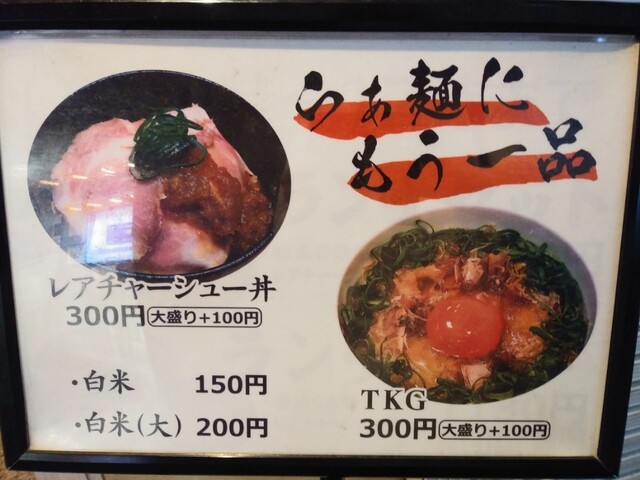 らぁ麺に
もう一品
レアチャーシュー丼
300円 大盛り+100円
・白米 150円
・白米(大) 200円
TKG
300円 大盛り+100円